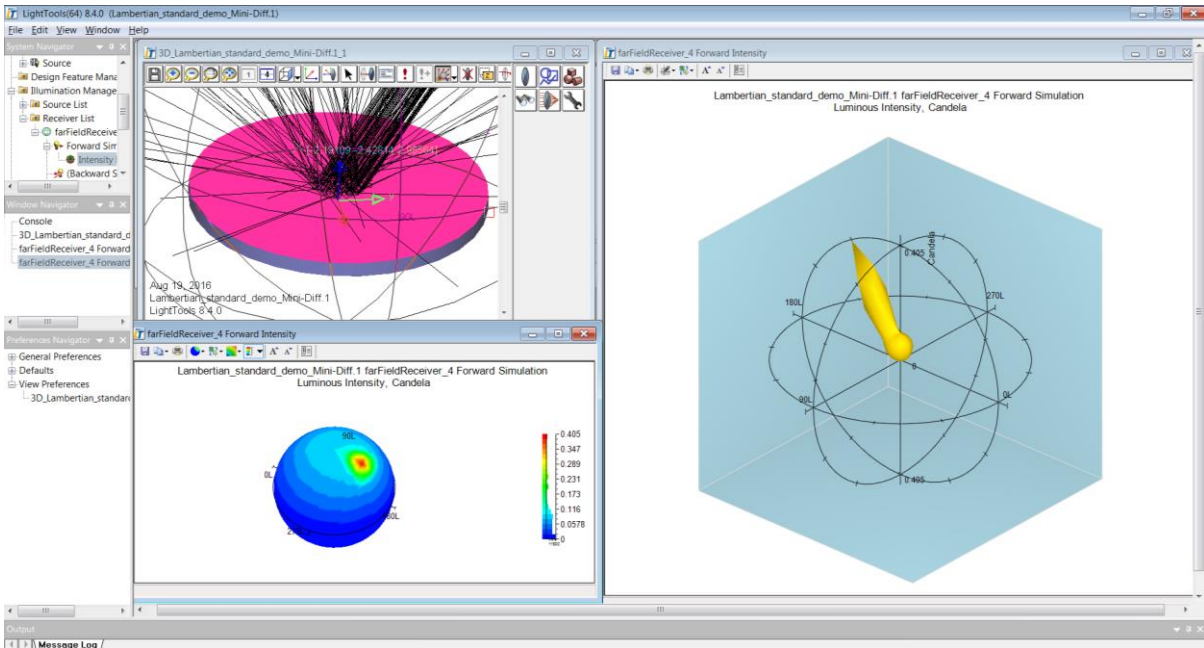 LightTools(64) 8.4.0 (Lambertian_standard_demo_Mini-Diff.1)
File Edit View Window Help
System Navigator
Source
Design Feature Mana
Illumination Manage
Source List
Receiver List
farFieldReceive
Forward Sim
Intensity
(Backward S
Window Navigator
Console
3D_Lambertian_standard_d
farFieldReceiver_4 Forward
farFieldReceiver_4 Forward
Preferences Navigator
General Preferences
Defaults
View Preferences
3D_Lambertian_standard
3D_Lambertian_standard_demo_Mini-Diff.1_1
90L
Aug 19, 2016
Lambertian_standard_demo_Mini-Diff.1
LightTools 8.4.0
farFieldReceiver_4 Forward Intensity
Lambertian_standard_demo_Mini-Diff.1 farFieldReceiver_4 Forward Simulation
Luminous Intensity, Candela
90L
0L
0.405
0.347
0.289
0.231
0.173
0.116
0.0578
0
farFieldReceiver_4 Forward Intensity
Lambertian_standard_demo_Mini-Diff.1 farFieldReceiver_4 Forward Simulation
Luminous Intensity, Candela
0.405
Candela
180L
270L
0
90L
0L
0.405
Output
Message Log